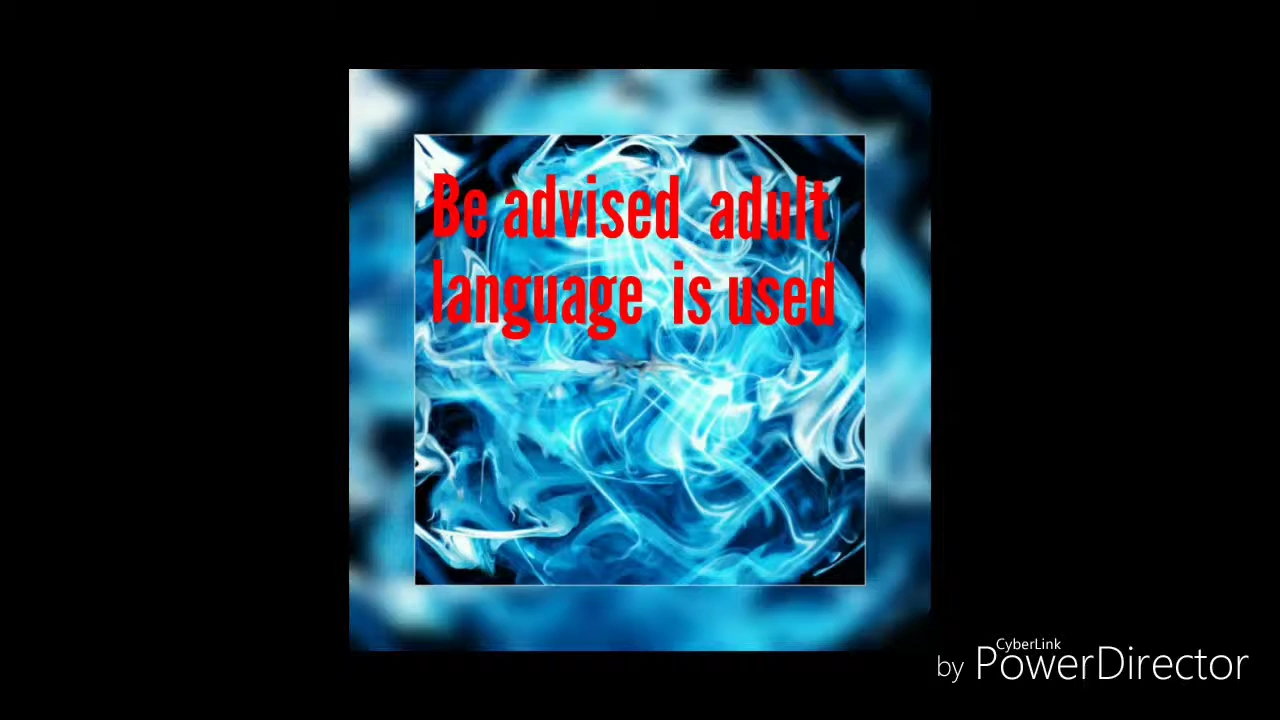 Be advised adult
language is used
CyberLink
by PowerDirector